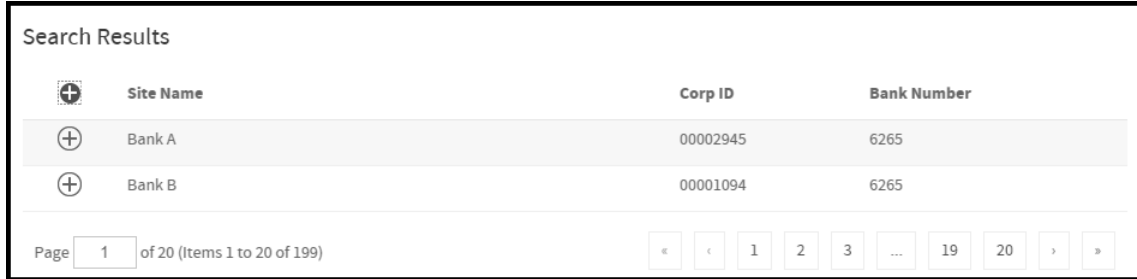 Search Results
Site Name Corp ID Bank Number
Bank A 00002945 6265
Bank B 00001094 6265
Page 1 of 20 (Items 1 to 20 of 199) « ‹ 1 2 3 ... 19 20 › »